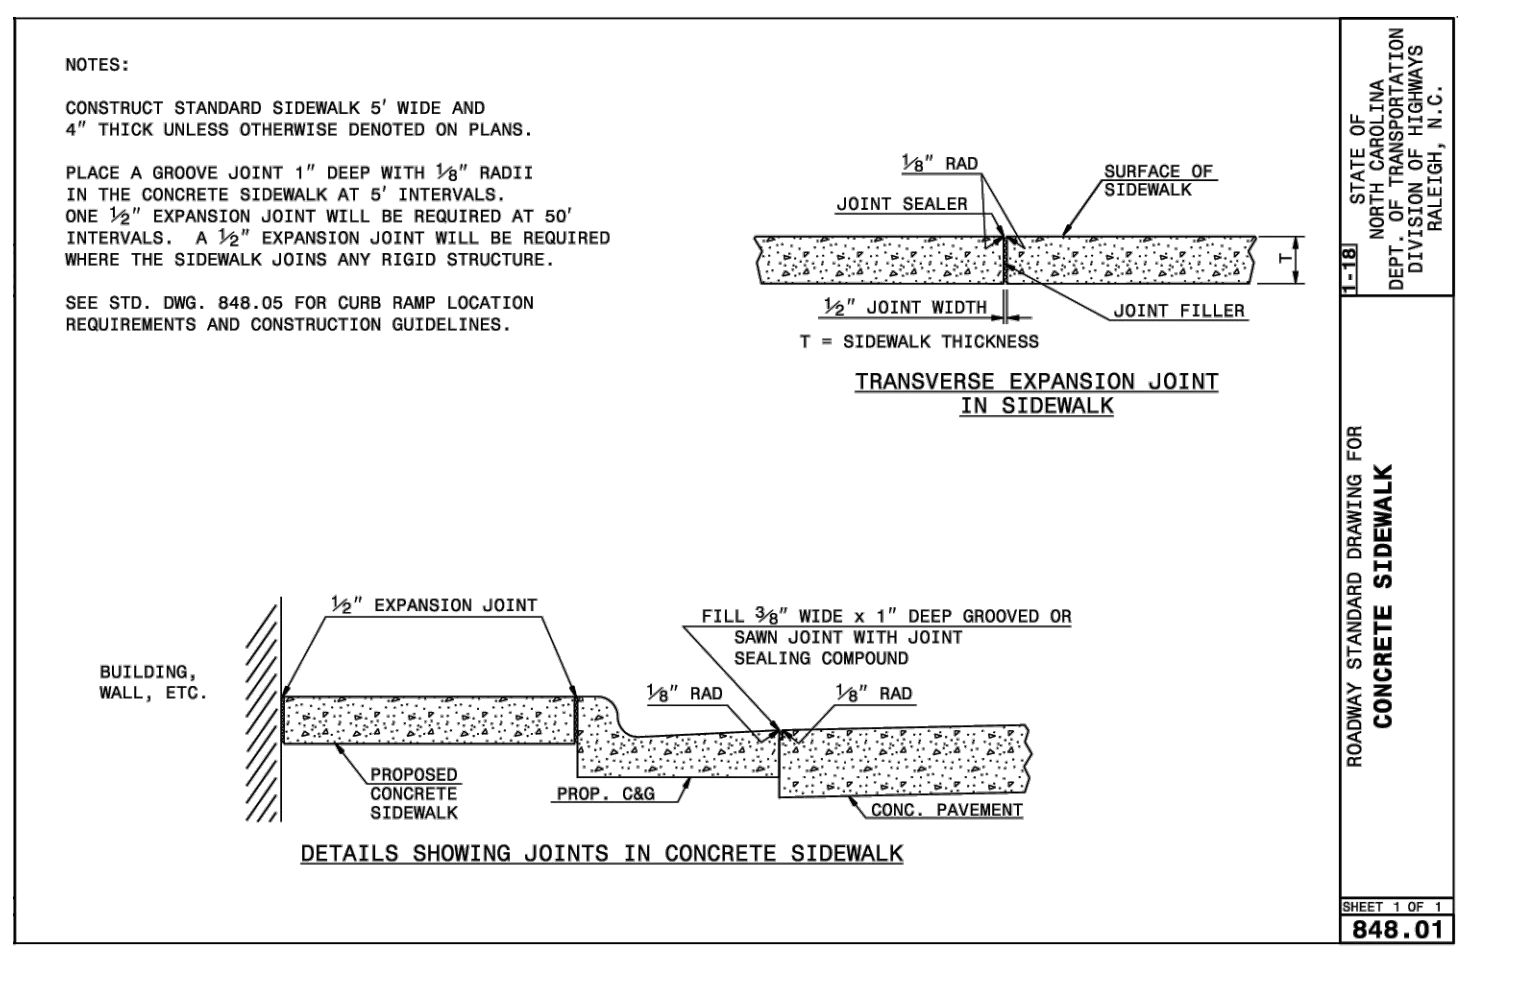 NOTES:
CONSTRUCT STANDARD SIDEWALK 5' WIDE AND
4" THICK UNLESS OTHERWISE DENOTED ON PLANS.
PLACE A GROOVE JOINT 1" DEEP WITH 1/8" RADII
IN THE CONCRETE SIDEWALK AT 5' INTERVALS.
ONE 1/2" EXPANSION JOINT WILL BE REQUIRED AT 50'
INTERVALS. A 1/2" EXPANSION JOINT WILL BE REQUIRED
WHERE THE SIDEWALK JOINS ANY RIGID STRUCTURE.
SEE STD. DWG. 848.05 FOR CURB RAMP LOCATION
REQUIREMENTS AND CONSTRUCTION GUIDELINES.
1/8" RAD
SURFACE OF
SIDEWALK
JOINT SEALER
T
1/2" JOINT WIDTH
JOINT FILLER
T = SIDEWALK THICKNESS
TRANSVERSE EXPANSION JOINT
IN SIDEWALK
1/2" EXPANSION JOINT
FILL 3/8" WIDE x 1" DEEP GROOVED OR
SAWN JOINT WITH JOINT
SEALING COMPOUND
BUILDING,
WALL, ETC.
1/8" RAD
1/8" RAD
PROPOSED
CONCRETE
SIDEWALK
PROP. C&G
CONC. PAVEMENT
DETAILS SHOWING JOINTS IN CONCRETE SIDEWALK
1-18
STATE OF
NORTH CAROLINA
DEPT. OF TRANSPORTATION
DIVISION OF HIGHWAYS
RALEIGH, N.C.
ROADWAY STANDARD DRAWING FOR
CONCRETE SIDEWALK
SHEET 1 OF 1
848.01